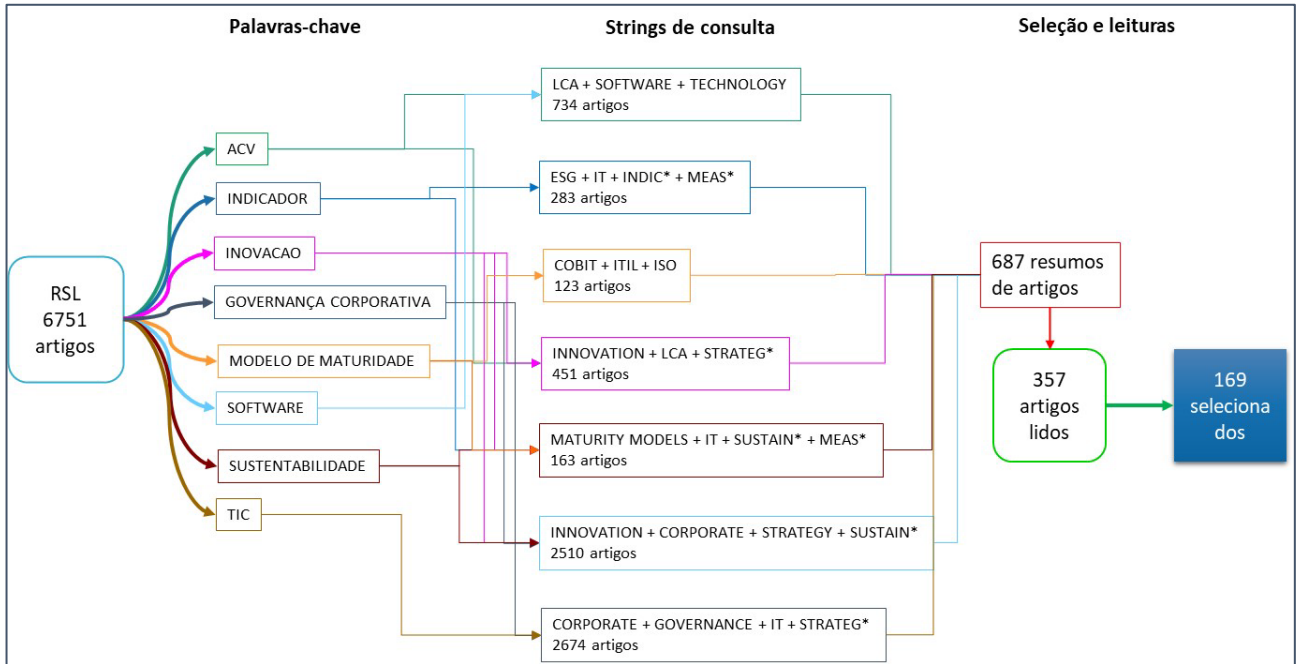 Palavras-chave
Strings de consulta
Seleção e leituras
RSL
6751
artigos
ACV
INDICADOR
INOVACAO
GOVERNANÇA CORPORATIVA
MODELO DE MATURIDADE
SOFTWARE
SUSTENTABILIDADE
TIC
LCA + SOFTWARE + TECHNOLOGY
734 artigos
ESG + IT + INDIC* + MEAS*
283 artigos
COBIT + ITIL + ISO
123 artigos
INNOVATION + LCA + STRATEG*
451 artigos
MATURITY MODELS + IT + SUSTAIN* + MEAS*
163 artigos
INNOVATION + CORPORATE + STRATEGY + SUSTAIN*
2510 artigos
CORPORATE + GOVERNANCE + IT + STRATEG*
2674 artigos
687 resumos
de artigos
357
artigos
lidos
169
seleciona
dos